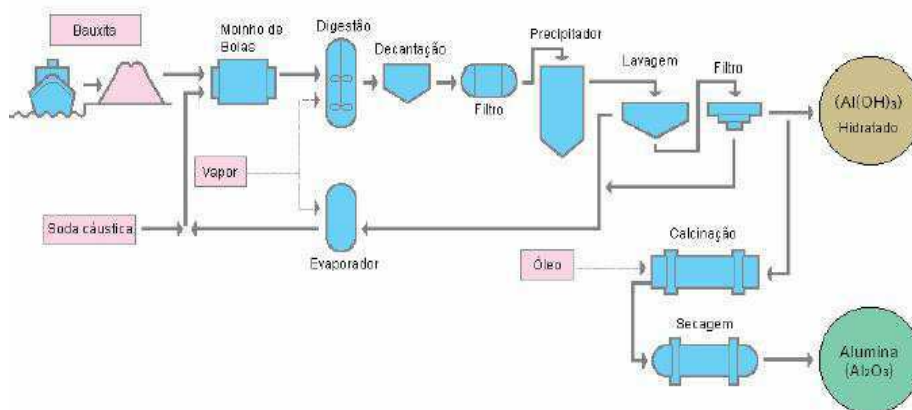 Bauxita
Moinho de
Bolas
Digestão
Decantação
Filtro
Precipitador
Lavagem
Filtro
(Al(OH)₃)
Hidratado
Vapor
Soda cáustica
Evaporador
Óleo
Calcinação
Secagem
Alumina
(Al₂O₃)